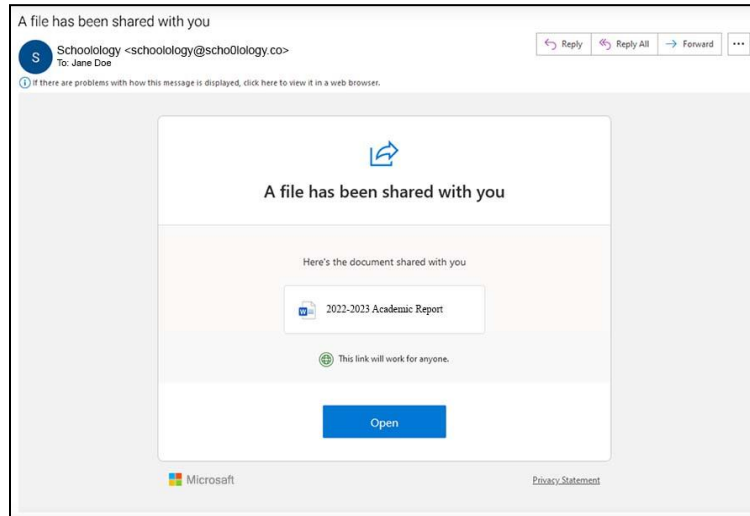 A file has been shared with you
S
Schoolology <schoolology@scho0lology.co>
To: Jane Doe
Reply
Reply All
Forward
...
If there are problems with how this message is displayed, click here to view it in a web browser.
A file has been shared with you
Here's the document shared with you
W
2022-2023 Academic Report
This link will work for anyone.
Open
Microsoft
Privacy Statement